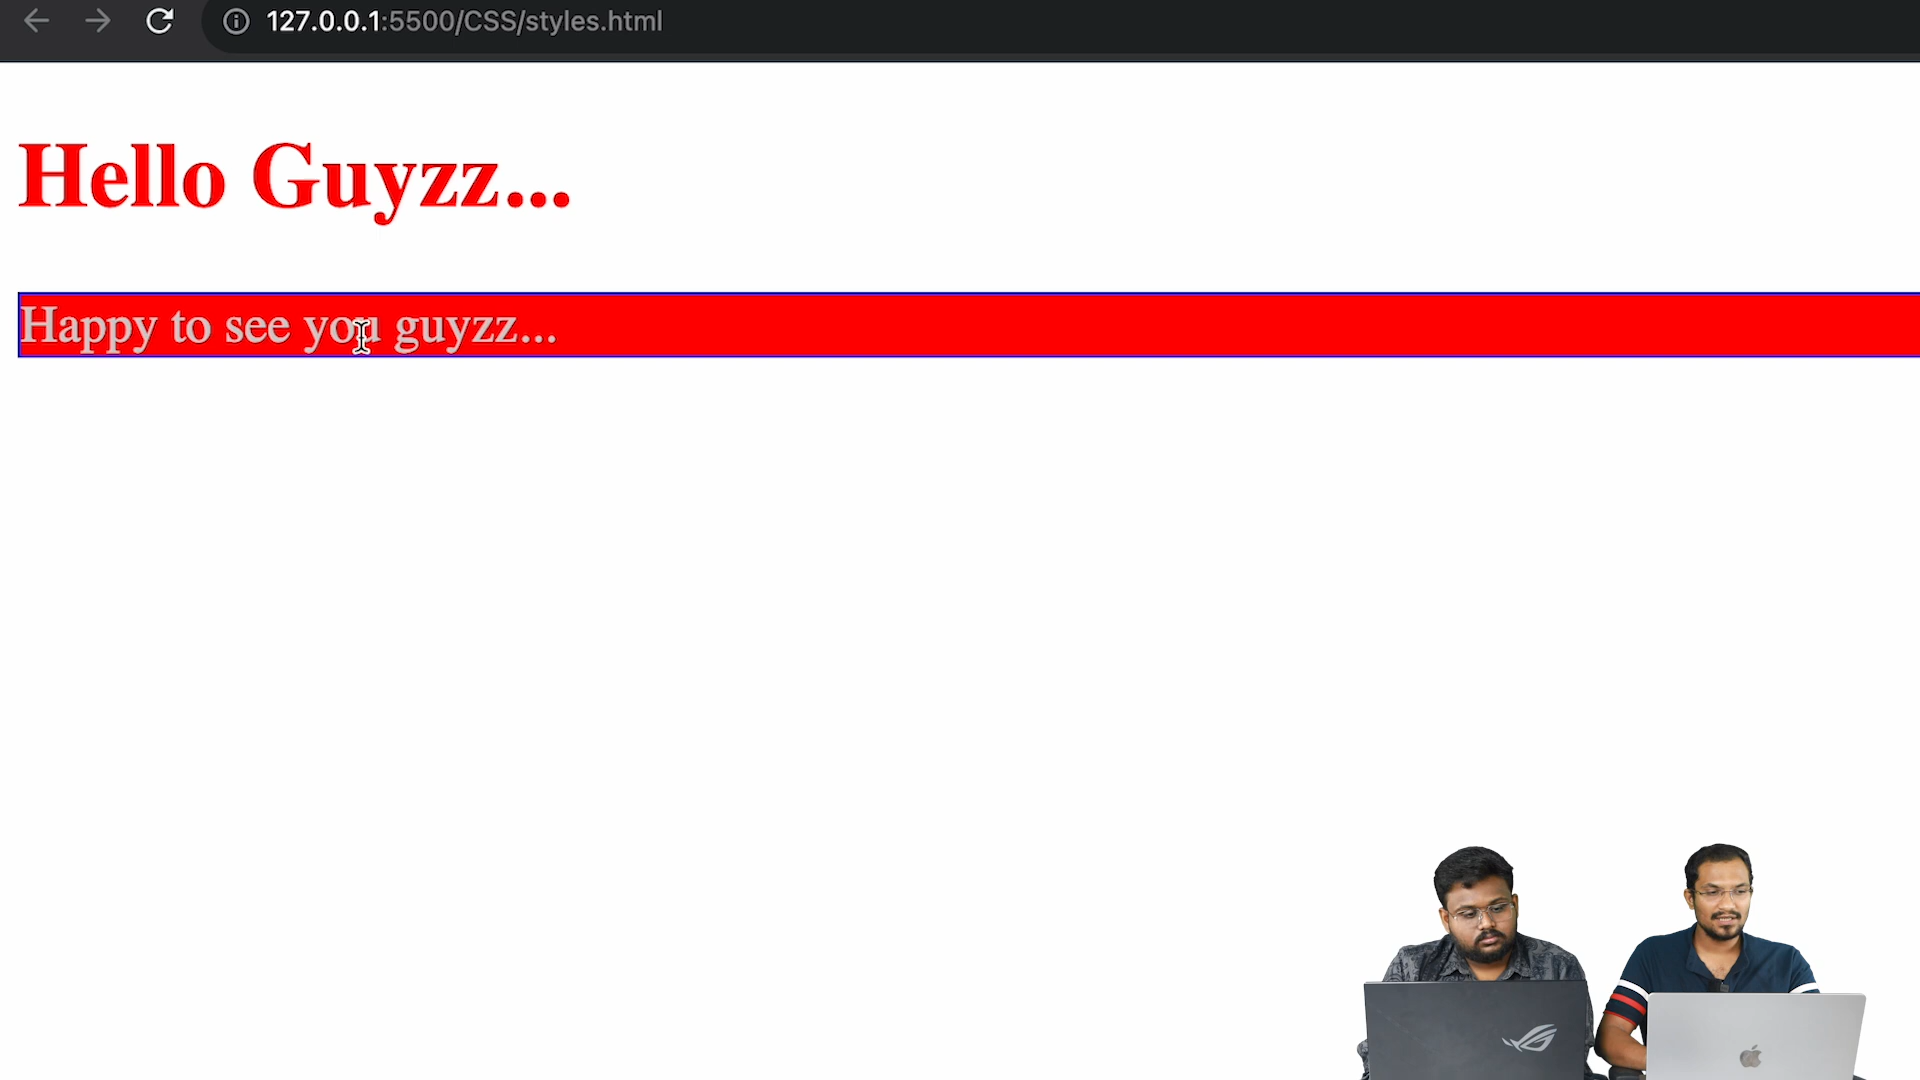 127.0.0.1:5500/CSS/styles.html
Hello Guyzz...
Happy to see you guyzz...